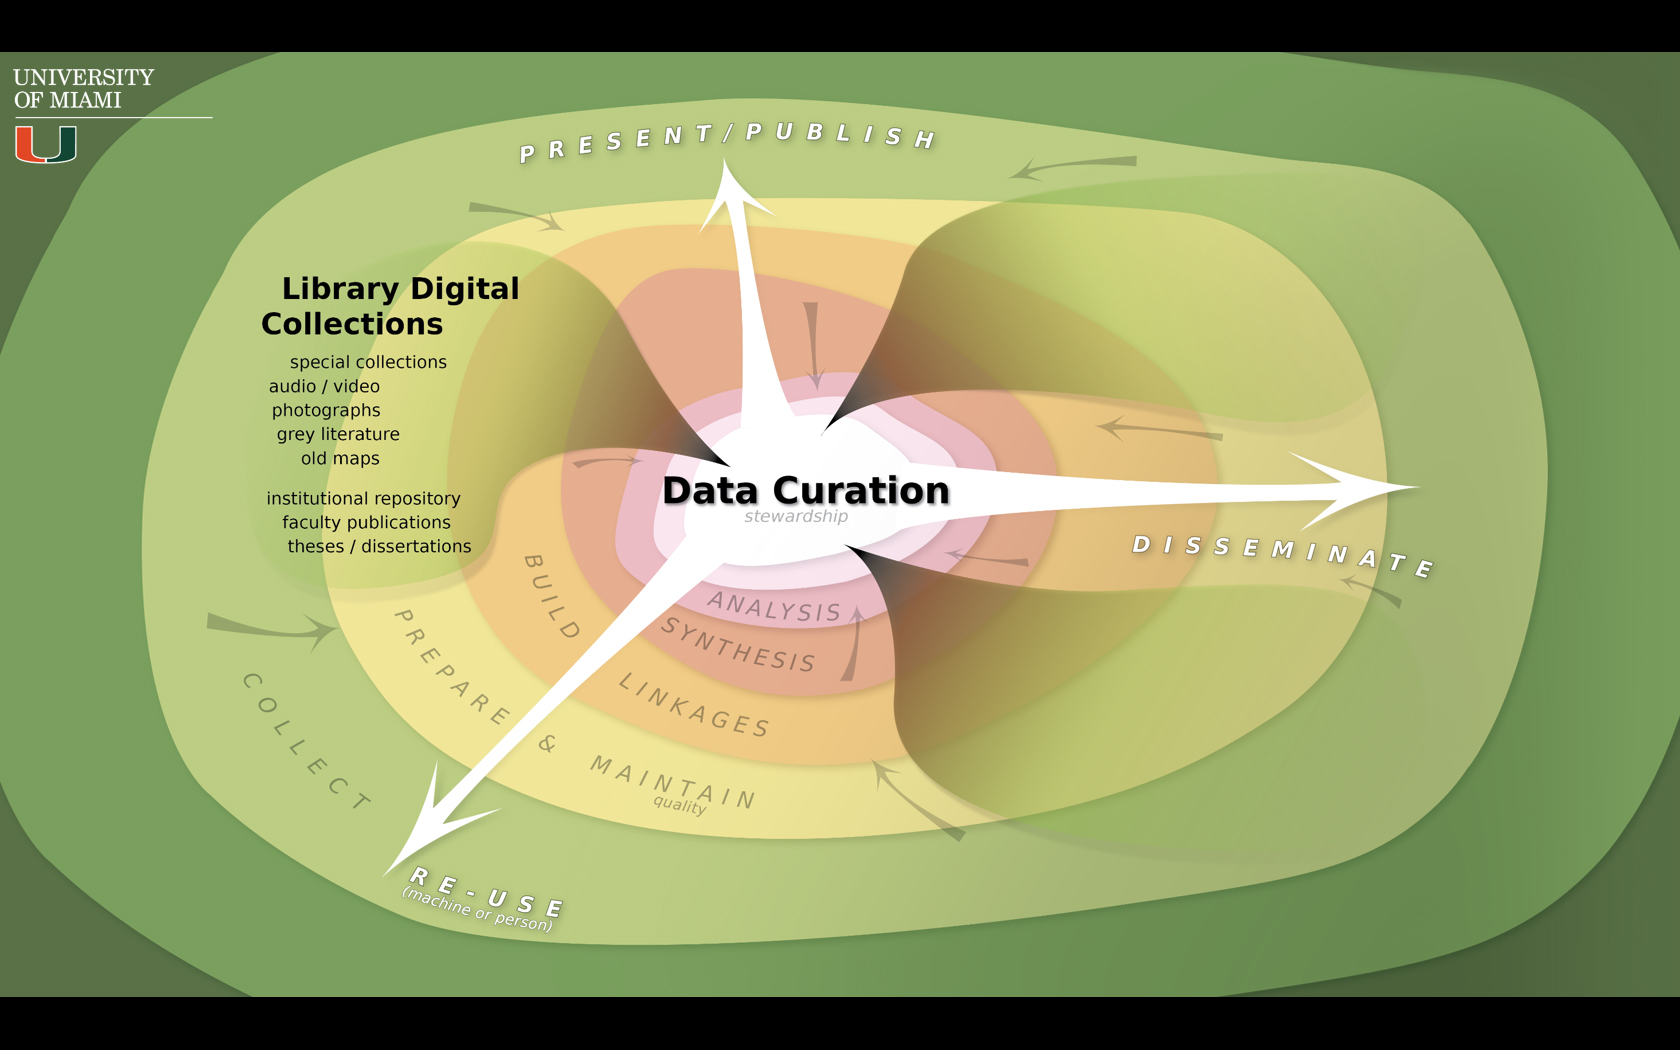 UNIVERSITY
OF MIAMI
PRESENT/PUBLISH
Library Digital
Collections
special collections
audio / video
photographs
grey literature
old maps
institutional repository
faculty publications
theses / dissertations
Data Curation
stewardship
DISSEMINATE
ANALYSIS
SYNTHESIS
BUILD LINKAGES
PREPARE & MAINTAIN
quality
COLLECT
RE-USE
(machine or person)